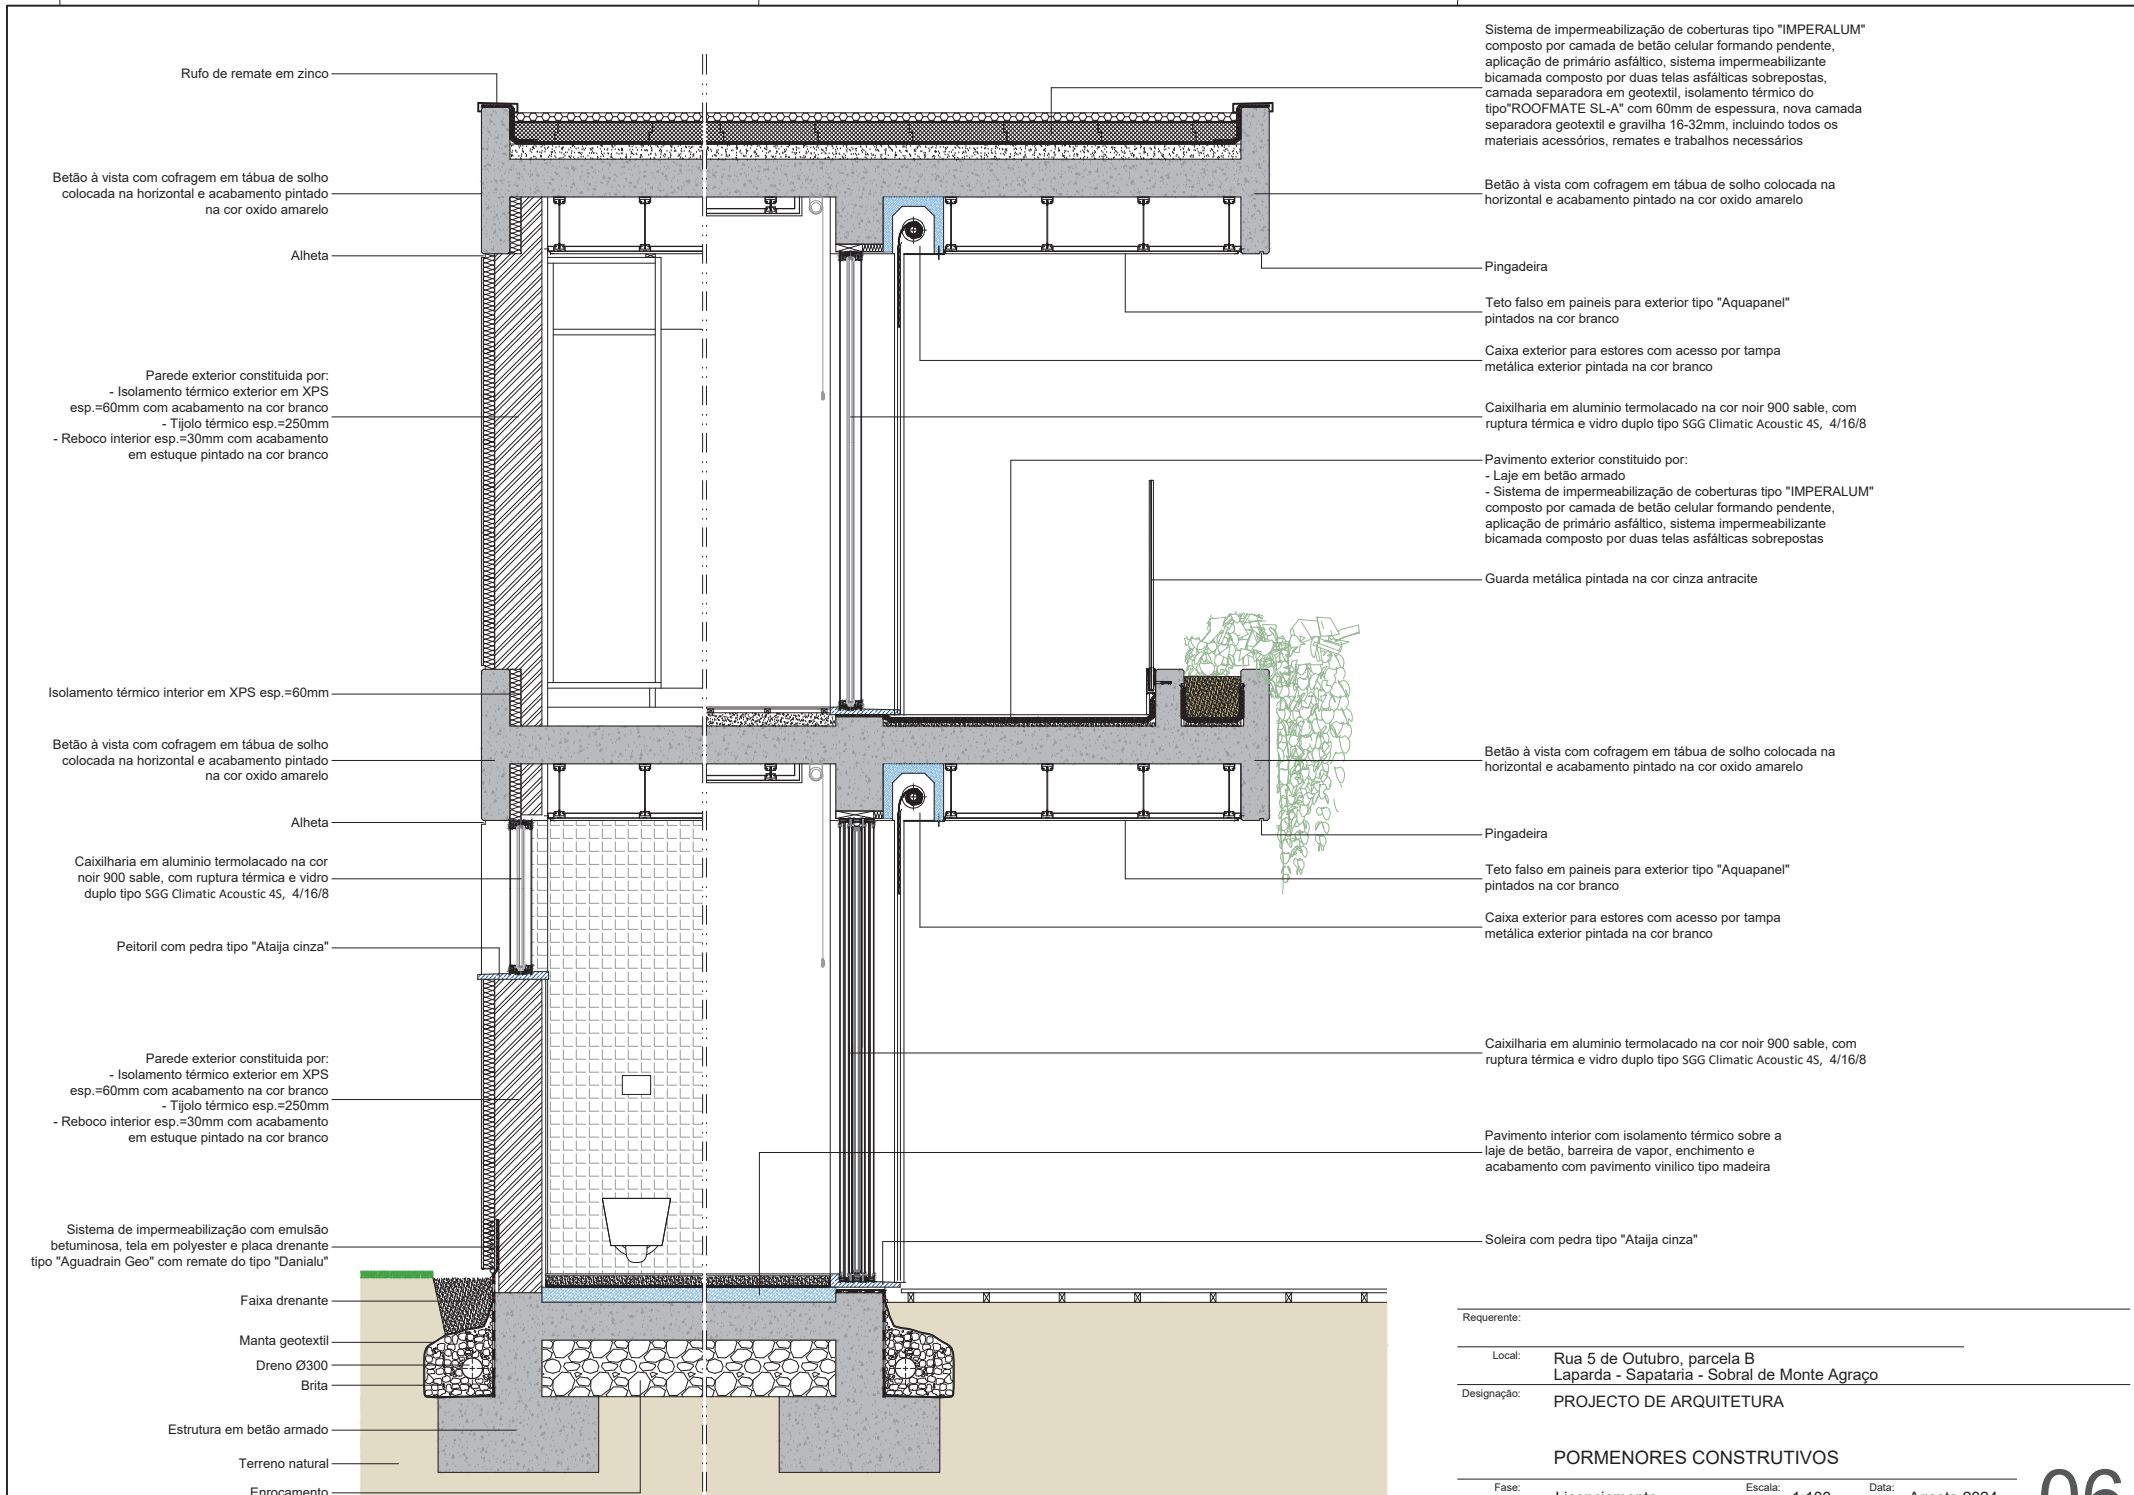 Rufo de remate em zinco
Betão à vista com cofragem em tábua de solho
colocada na horizontal e acabamento pintado
na cor oxido amarelo
Alheta
Parede exterior constituida por:
- Isolamento térmico exterior em XPS
esp.=60mm com acabamento na cor branco
- Tijolo térmico esp.=250mm
- Reboco interior esp.=30mm com acabamento
em estuque pintado na cor branco
Isolamento térmico interior em XPS esp.=60mm
Betão à vista com cofragem em tábua de solho
colocada na horizontal e acabamento pintado
na cor oxido amarelo
Alheta
Caixilharia em aluminio termolacado na cor
noir 900 sable, com ruptura térmica e vidro
duplo tipo SGG Climatic Acoustic 4S, 4/16/8
Peitoril com pedra tipo "Ataija cinza"
Parede exterior constituida por:
- Isolamento térmico exterior em XPS
esp.=60mm com acabamento na cor branco
- Tijolo térmico esp.=250mm
- Reboco interior esp.=30mm com acabamento
em estuque pintado na cor branco
Sistema de impermeabilização com emulsão
betuminosa, tela em polyester e placa drenante
tipo "Aguadrain Geo" com remate do tipo "Danialu"
Faixa drenante
Manta geotextil
Dreno Ø300
Brita
Estrutura em betão armado
Terreno natural
Enrocamento
Sistema de impermeabilização de coberturas tipo "IMPERALUM"
composto por camada de betão celular formando pendente,
aplicação de primário asfáltico, sistema impermeabilizante
bicamada composto por duas telas asfálticas sobrepostas,
camada separadora em geotextil, isolamento térmico do
tipo"ROOFMATE SL-A" com 60mm de espessura, nova camada
separadora geotextil e gravilha 16-32mm, incluindo todos os
materiais acessórios, remates e trabalhos necessários
Betão à vista com cofragem em tábua de solho colocada na
horizontal e acabamento pintado na cor oxido amarelo
Pingadeira
Teto falso em paineis para exterior tipo "Aquapanel"
pintados na cor branco
Caixa exterior para estores com acesso por tampa
metálica exterior pintada na cor branco
Caixilharia em aluminio termolacado na cor noir 900 sable, com
ruptura térmica e vidro duplo tipo SGG Climatic Acoustic 4S, 4/16/8
Pavimento exterior constituido por:
- Laje em betão armado
- Sistema de impermeabilização de coberturas tipo "IMPERALUM"
composto por camada de betão celular formando pendente,
aplicação de primário asfáltico, sistema impermeabilizante
bicamada composto por duas telas asfálticas sobrepostas
Guarda metálica pintada na cor cinza antracite
Betão à vista com cofragem em tábua de solho colocada na
horizontal e acabamento pintado na cor oxido amarelo
Pingadeira
Teto falso em paineis para exterior tipo "Aquapanel"
pintados na cor branco
Caixa exterior para estores com acesso por tampa
metálica exterior pintada na cor branco
Caixilharia em aluminio termolacado na cor noir 900 sable, com
ruptura térmica e vidro duplo tipo SGG Climatic Acoustic 4S, 4/16/8
Pavimento interior com isolamento térmico sobre a
laje de betão, barreira de vapor, enchimento e
acabamento com pavimento vinilico tipo madeira
Soleira com pedra tipo "Ataija cinza"
Requerente:
Local: Rua 5 de Outubro, parcela B
Laparda - Sapataria - Sobral de Monte Agraço
Designação: PROJECTO DE ARQUITETURA
PORMENORES CONSTRUTIVOS
Fase: Licenciamento Escala: 1:100 Data: Agosto 2024
06